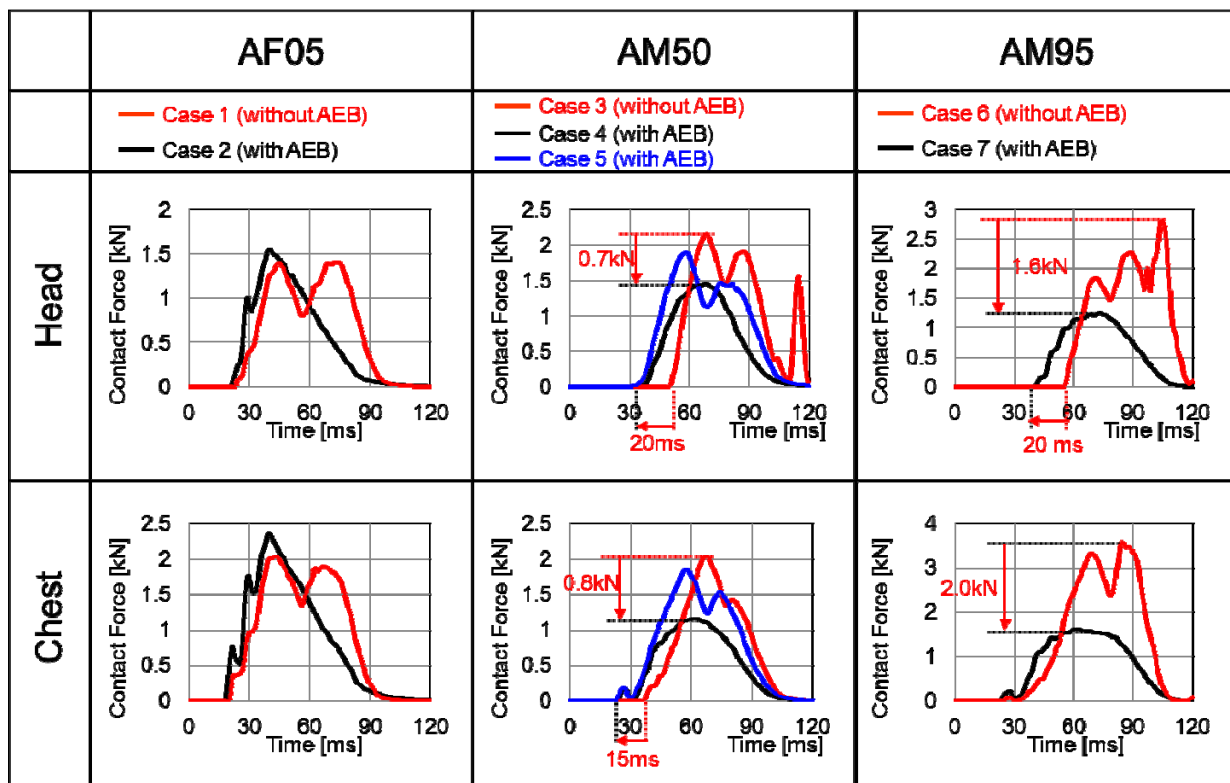 AF05
AM50
AM95
Case 1 (without AEB)
Case 2 (with AEB)
Case 3 (without AEB)
Case 4 (with AEB)
Case 5 (with AEB)
Case 6 (without AEB)
Case 7 (with AEB)
Head
Contact Force [kN]
2
1.5
1
0.5
0
0 30 60 90 120
Time [ms]
Contact Force [kN]
2.5
2
1.5
1
0.5
0
0.7kN
0 30 60 90 120
Time [ms]
20ms
Contact Force [kN]
3
2.5
2
1.5
1
0.5
0
1.6kN
0 30 60 90 120
Time [ms]
20 ms
Chest
Contact Force [kN]
2.5
2
1.5
1
0.5
0
0 30 60 90 120
Time [ms]
Contact Force [kN]
2.5
2
1.5
1
0.5
0
0.8kN
0 30 60 90 120
Time [ms]
15ms
Contact Force [kN]
4
3
2
1
0
2.0kN
0 30 60 90 120
Time [ms]